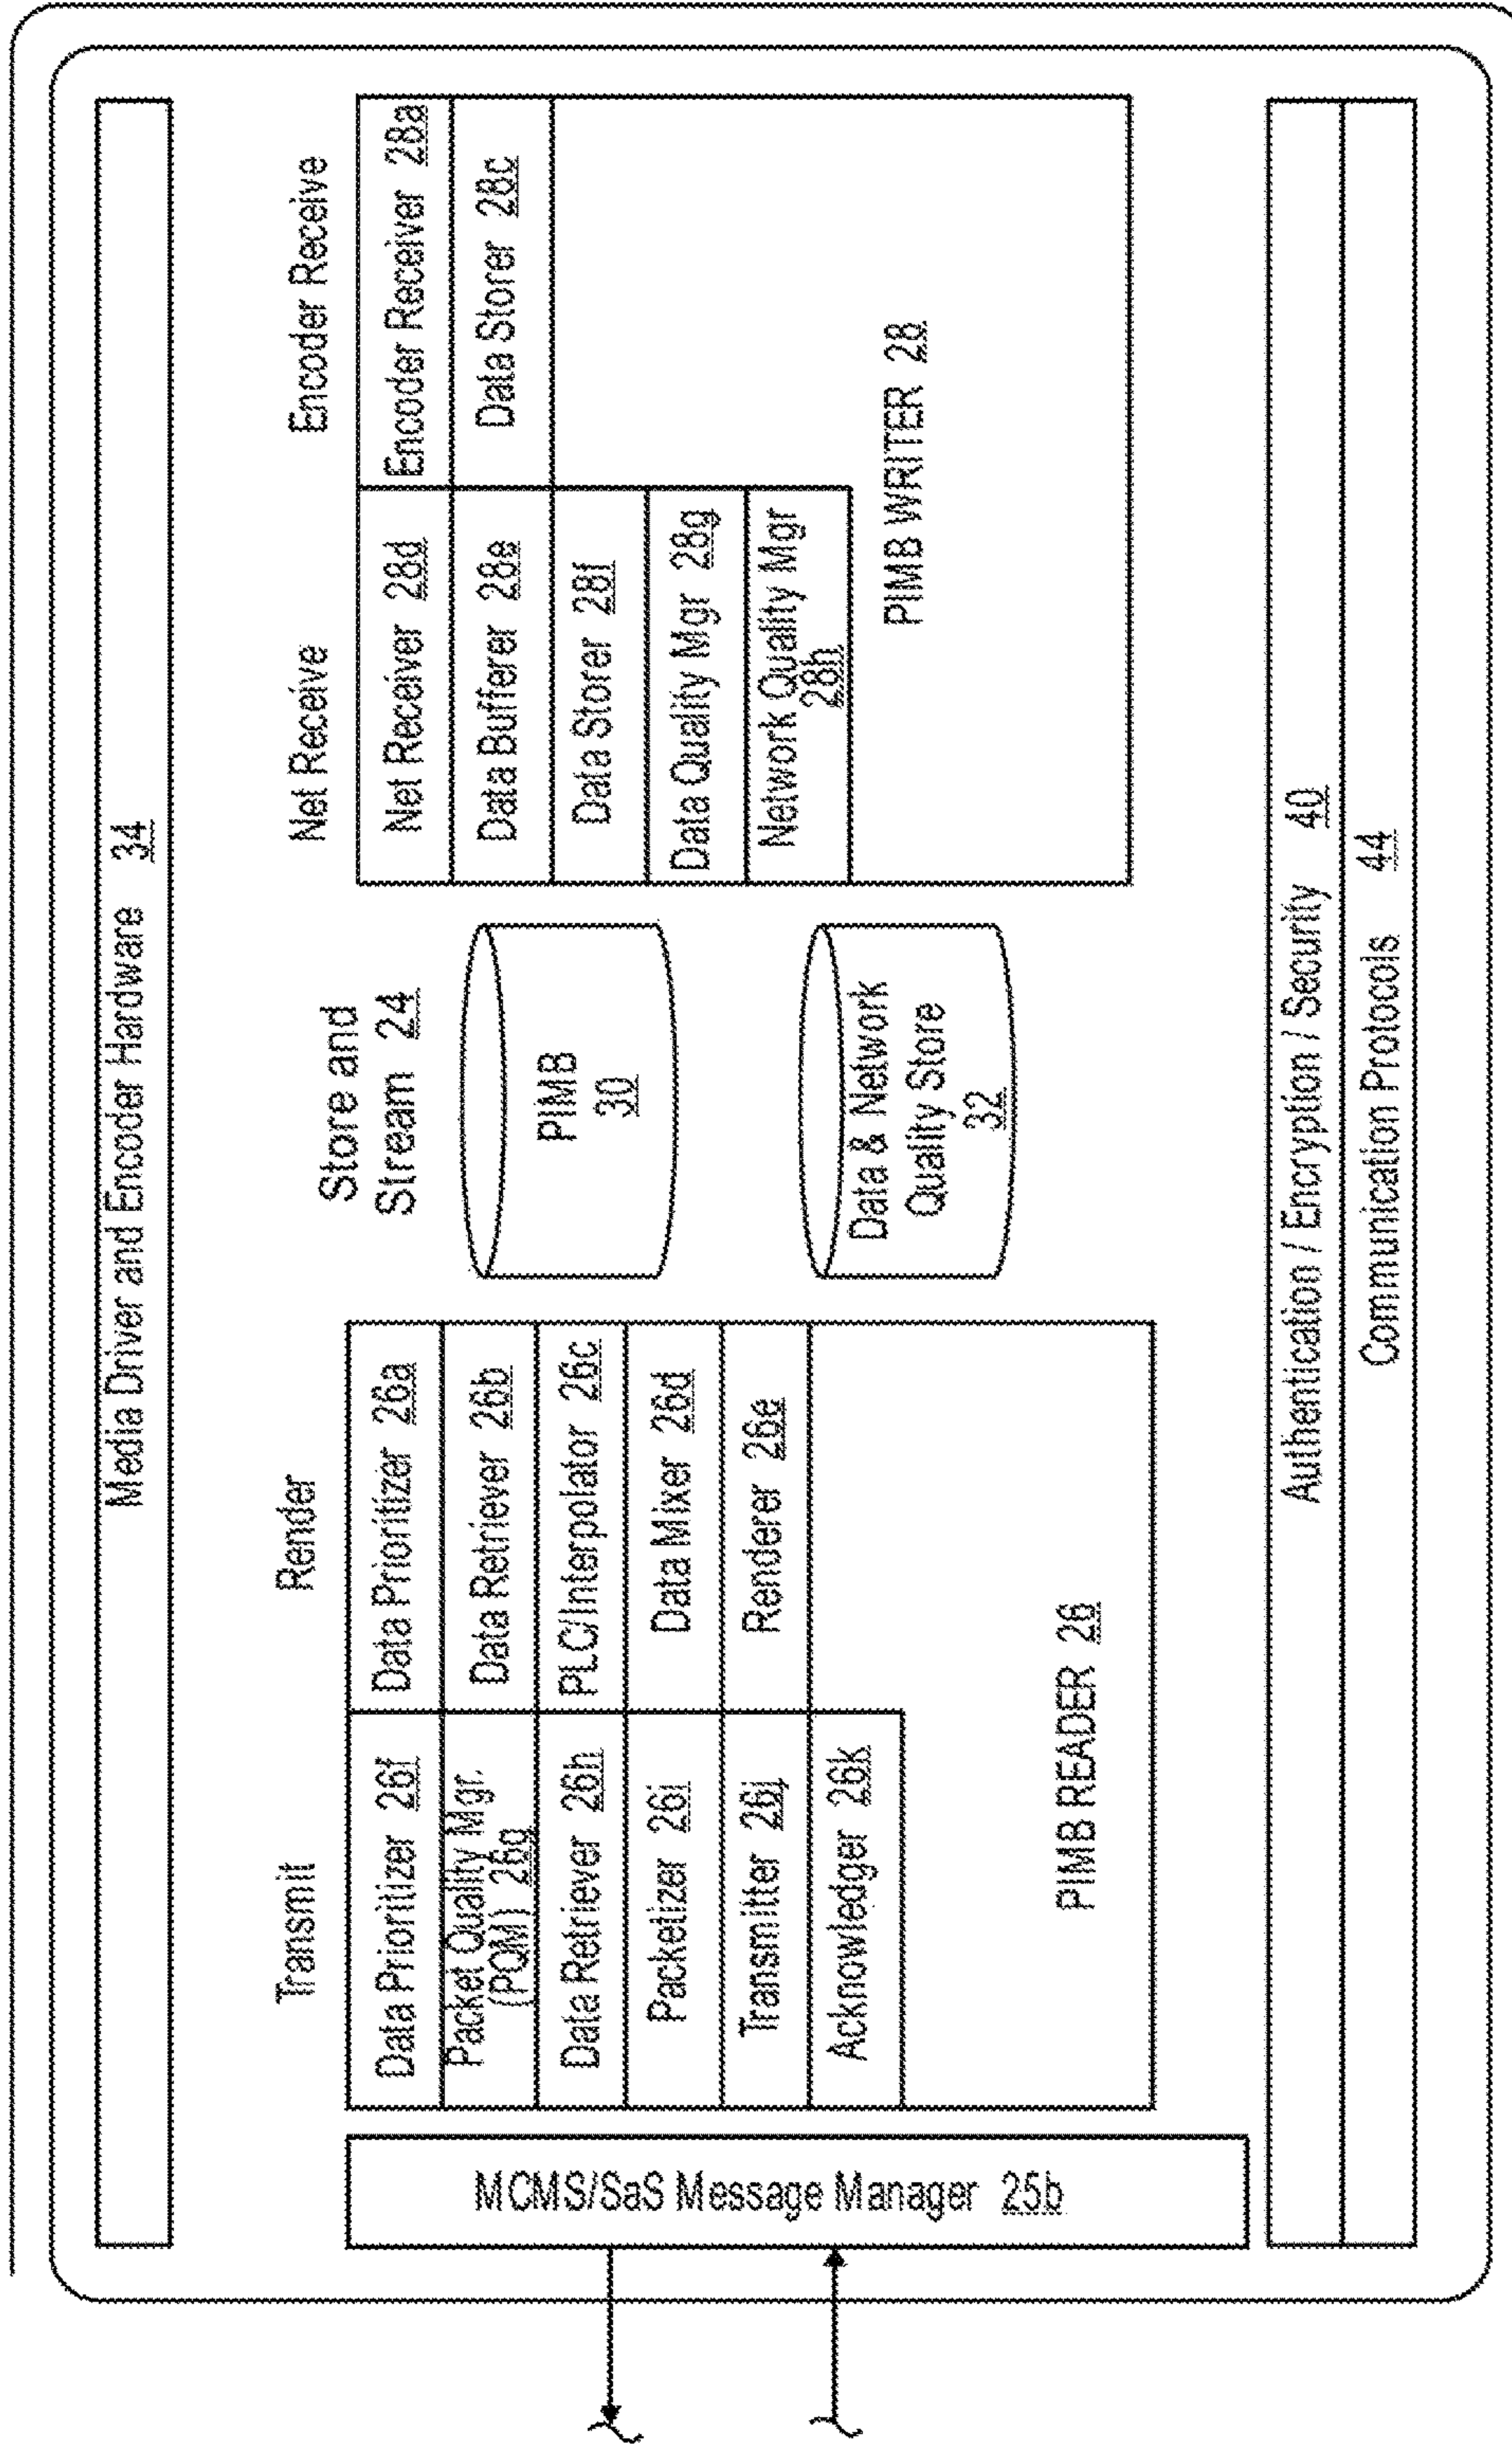 Media Driver and Encoder Hardware 34
Transmit
Render
Store and
Stream 24
Net Receive
Encoder Receive
MCMS/SaS Message Manager 25b
Data Prioritizer 26f
Packet Quality Mgr.
(PQM) 26g
Data Retriever 26h
Packetizer 26i
Transmitter 26j
Acknowledger 26k
Data Prioritizer 26a
Data Retriever 26b
PLC/Interpolator 26c
Data Mixer 26d
Renderer 26e
PIMB READER 26
PIMB
30
Data & Network
Quality Store
32
Net Receiver 28d
Data Bufferer 28e
Data Storer 28f
Data Quality Mgr 28g
Network Quality Mgr
28h
Encoder Receiver 28a
Data Storer 28c
PIMB WRITER 28
Authentication / Encryption / Security 40
Communication Protocols 44